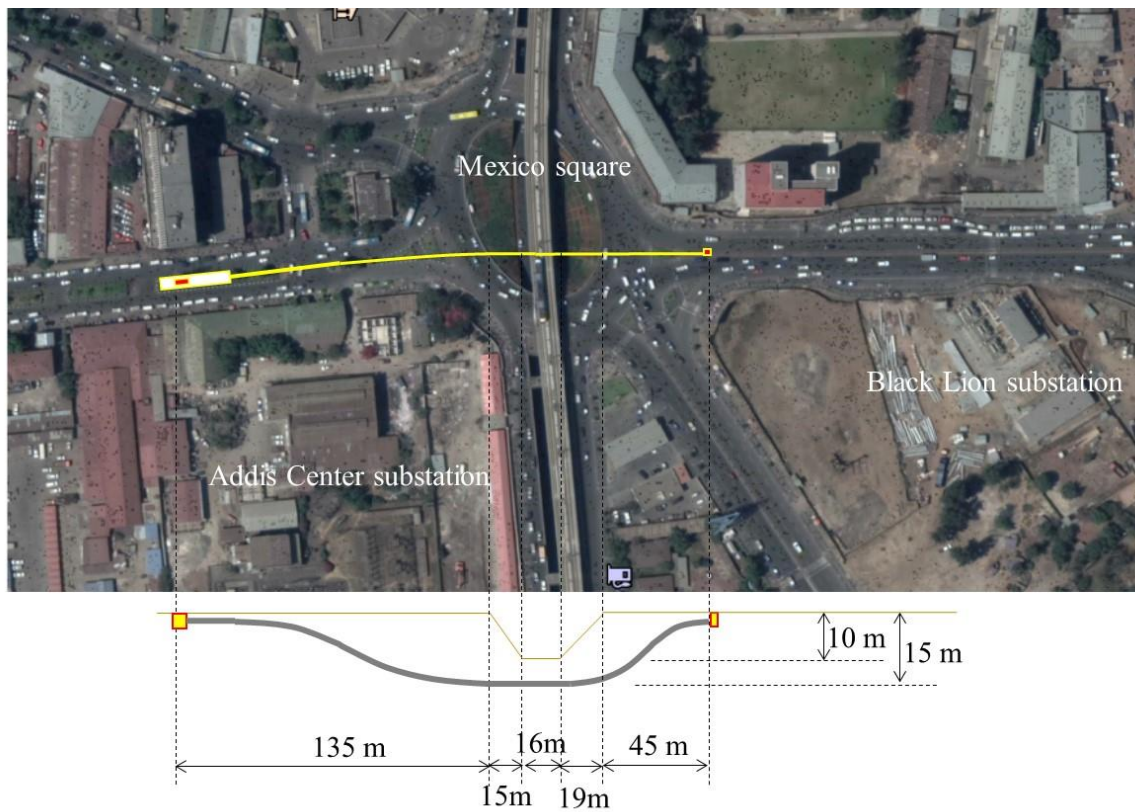 Mexico square
Black Lion substation
Addis Center substation
10 m
15 m
135 m
16m
45 m
15m
19m